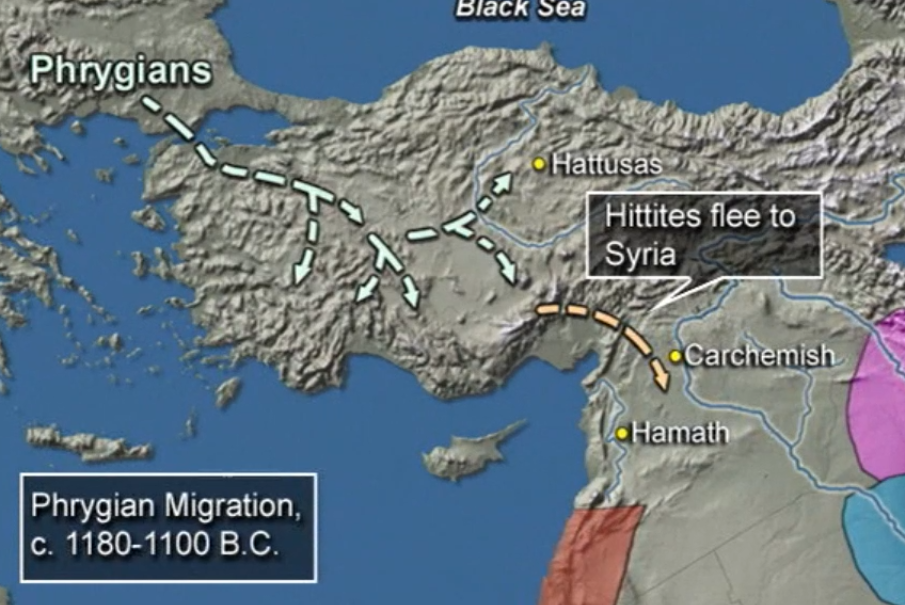 Black Sea
Phrygians
Hattusas
Hittites flee to
Syria
Carchemish
Hamath
Phrygian Migration,
c. 1180-1100 B.C.